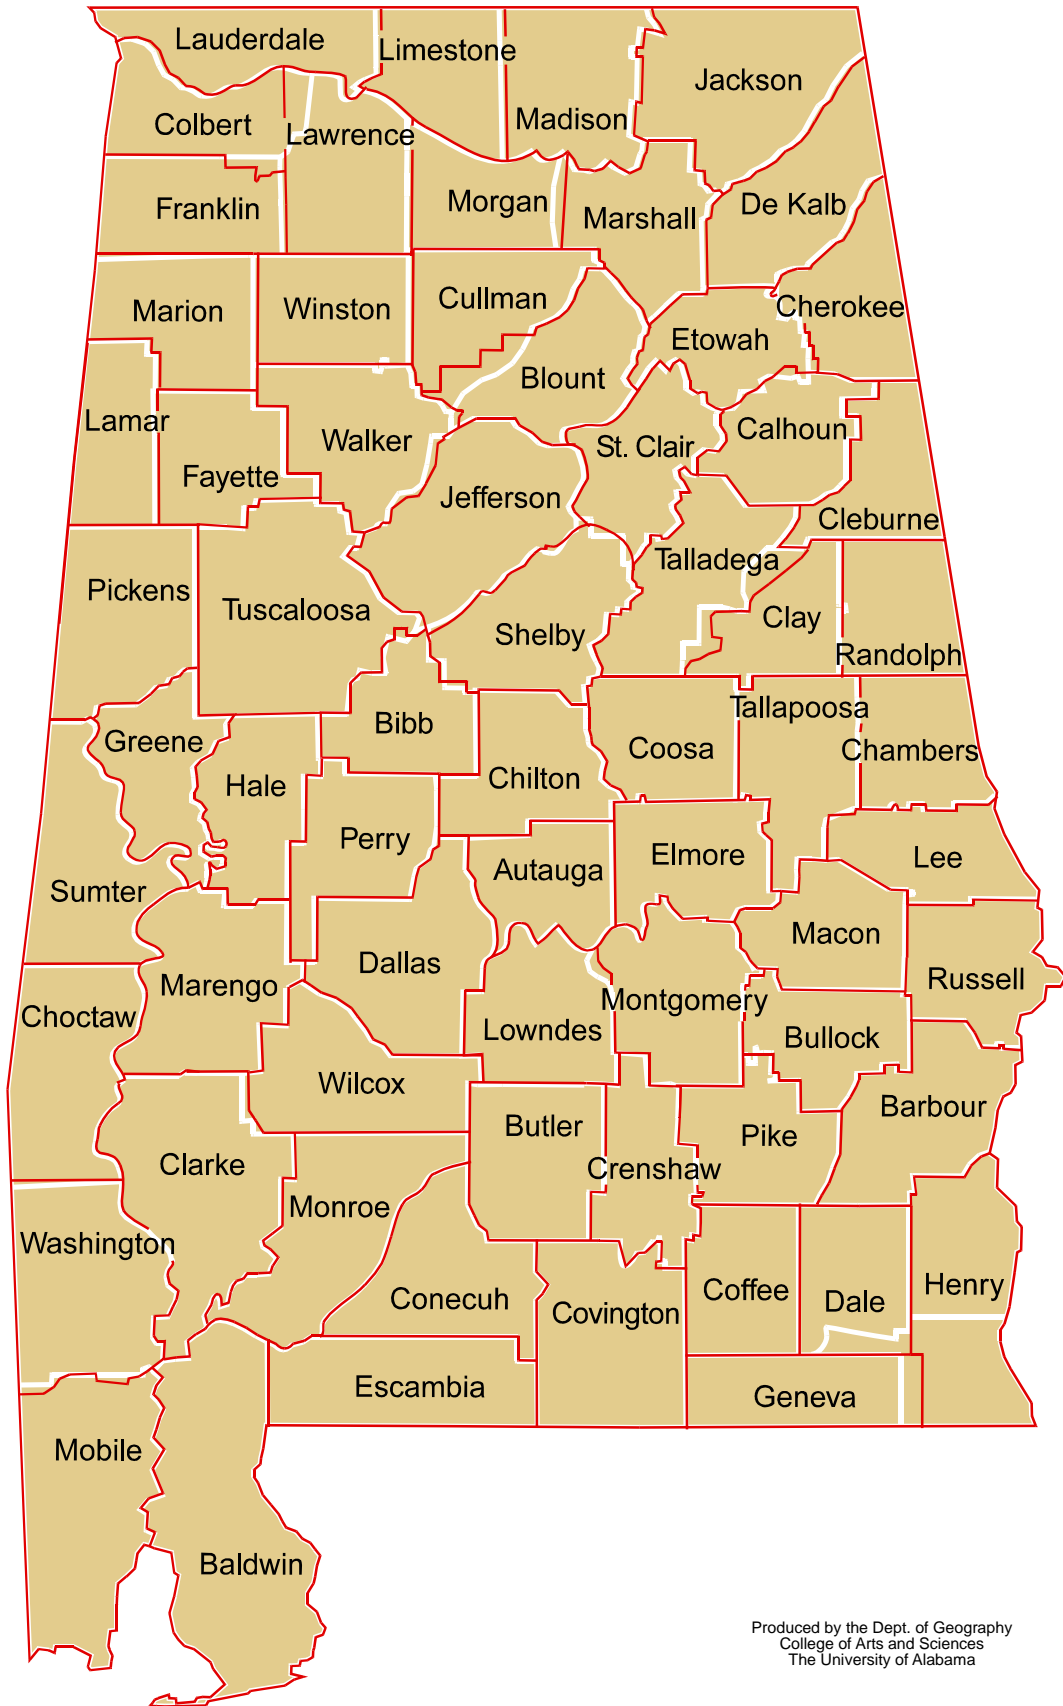 Lauderdale
Limestone
Jackson
Madison
Colbert
Lawrence
Franklin
Morgan
Marshall
De Kalb
Marion
Winston
Cullman
Cherokee
Etowah
Blount
Lamar
Walker
St. Clair
Calhoun
Fayette
Jefferson
Cleburne
Talladega
Pickens
Tuscaloosa
Shelby
Clay
Randolph
Greene
Bibb
Coosa
Tallapoosa
Chambers
Hale
Chilton
Perry
Autauga
Elmore
Lee
Sumter
Macon
Dallas
Marengo
Montgomery
Russell
Choctaw
Lowndes
Bullock
Wilcox
Butler
Pike
Barbour
Clarke
Crenshaw
Monroe
Washington
Conecuh
Covington
Coffee
Dale
Henry
Escambia
Geneva
Mobile
Baldwin
Produced by the Dept. of Geography
College of Arts and Sciences
The University of Alabama